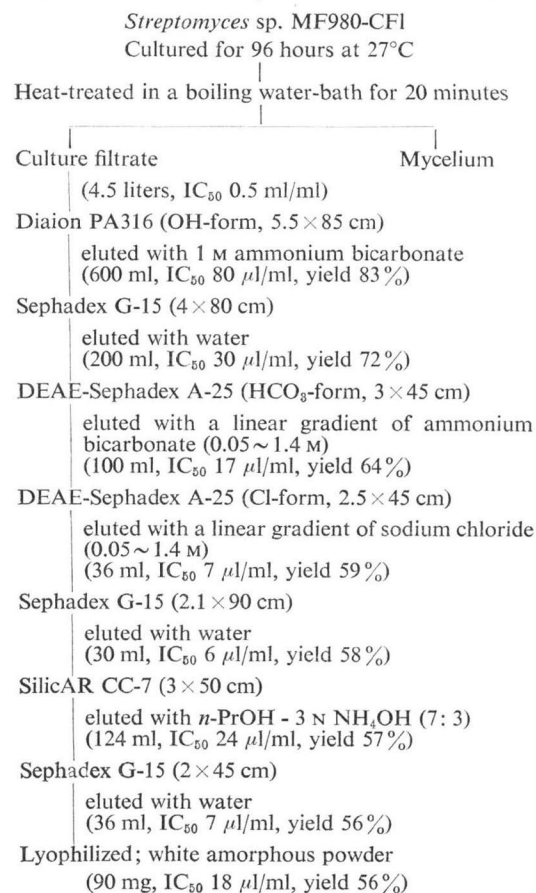 Streptomyces sp. MF980-CF1
Cultured for 96 hours at 27°C
Heat-treated in a boiling water-bath for 20 minutes
Culture filtrate Mycelium
(4.5 liters, IC₅₀ 0.5 ml/ml)
Diaion PA316 (OH-form, 5.5×85 cm)
eluted with 1 M ammonium bicarbonate
(600 ml, IC₅₀ 80 μl/ml, yield 83%)
Sephadex G-15 (4×80 cm)
eluted with water
(200 ml, IC₅₀ 30 μl/ml, yield 72%)
DEAE-Sephadex A-25 (HCO₃-form, 3×45 cm)
eluted with a linear gradient of ammonium
bicarbonate (0.05~1.4 M)
(100 ml, IC₅₀ 17 μl/ml, yield 64%)
DEAE-Sephadex A-25 (Cl-form, 2.5×45 cm)
eluted with a linear gradient of sodium chloride
(0.05~1.4 M)
(36 ml, IC₅₀ 7 μl/ml, yield 59%)
Sephadex G-15 (2.1×90 cm)
eluted with water
(30 ml, IC₅₀ 6 μl/ml, yield 58%)
SilicAR CC-7 (3×50 cm)
eluted with n-PrOH - 3 N NH₄OH (7: 3)
(124 ml, IC₅₀ 24 μl/ml, yield 57%)
Sephadex G-15 (2×45 cm)
eluted with water
(36 ml, IC₅₀ 7 μl/ml, yield 56%)
Lyophilized; white amorphous powder
(90 mg, IC₅₀ 18 μl/ml, yield 56%)